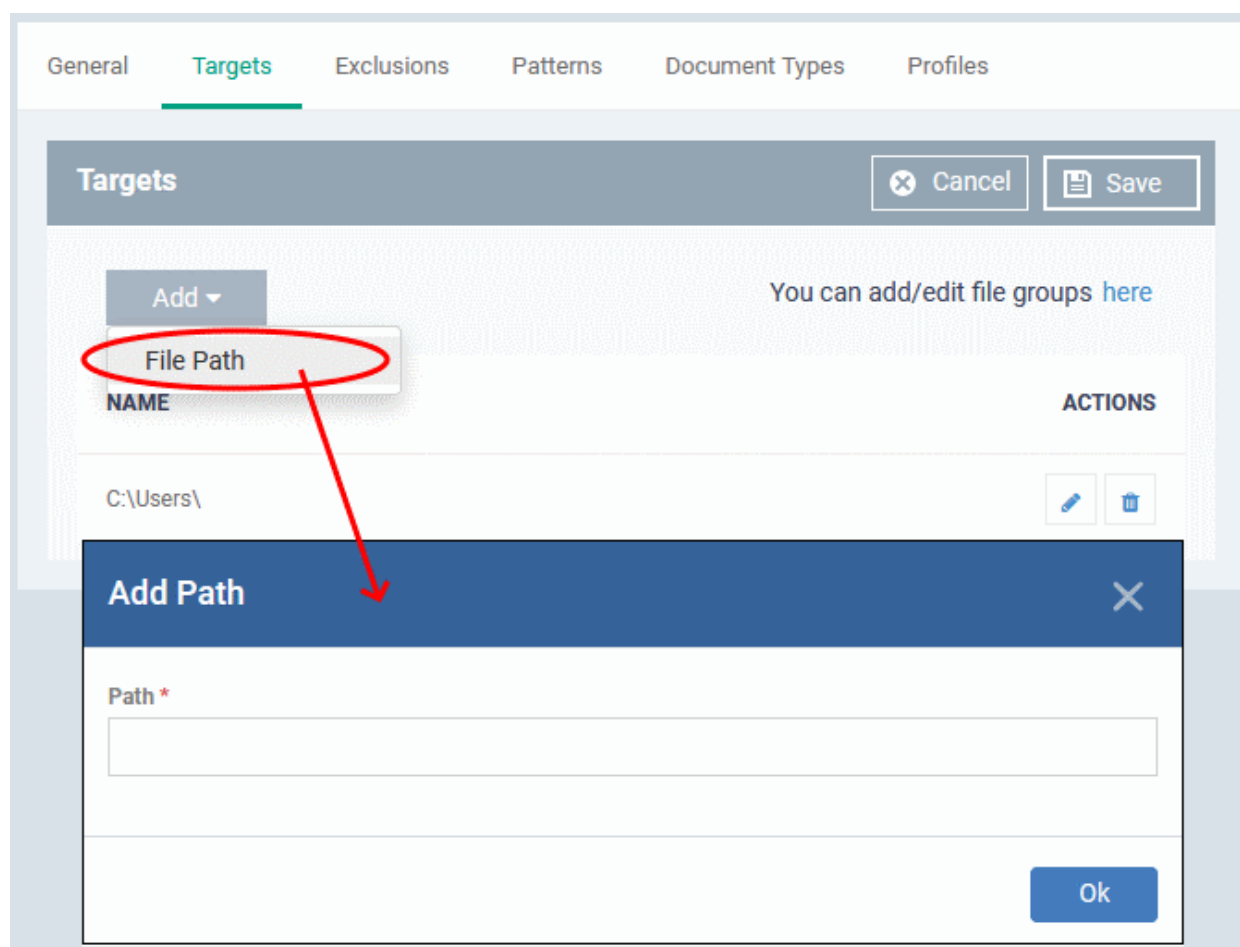 General Targets Exclusions Patterns Document Types Profiles
Targets Cancel Save
Add You can add/edit file groups here
File Path
NAME ACTIONS
C:\Users\
Add Path
Path *
Ok